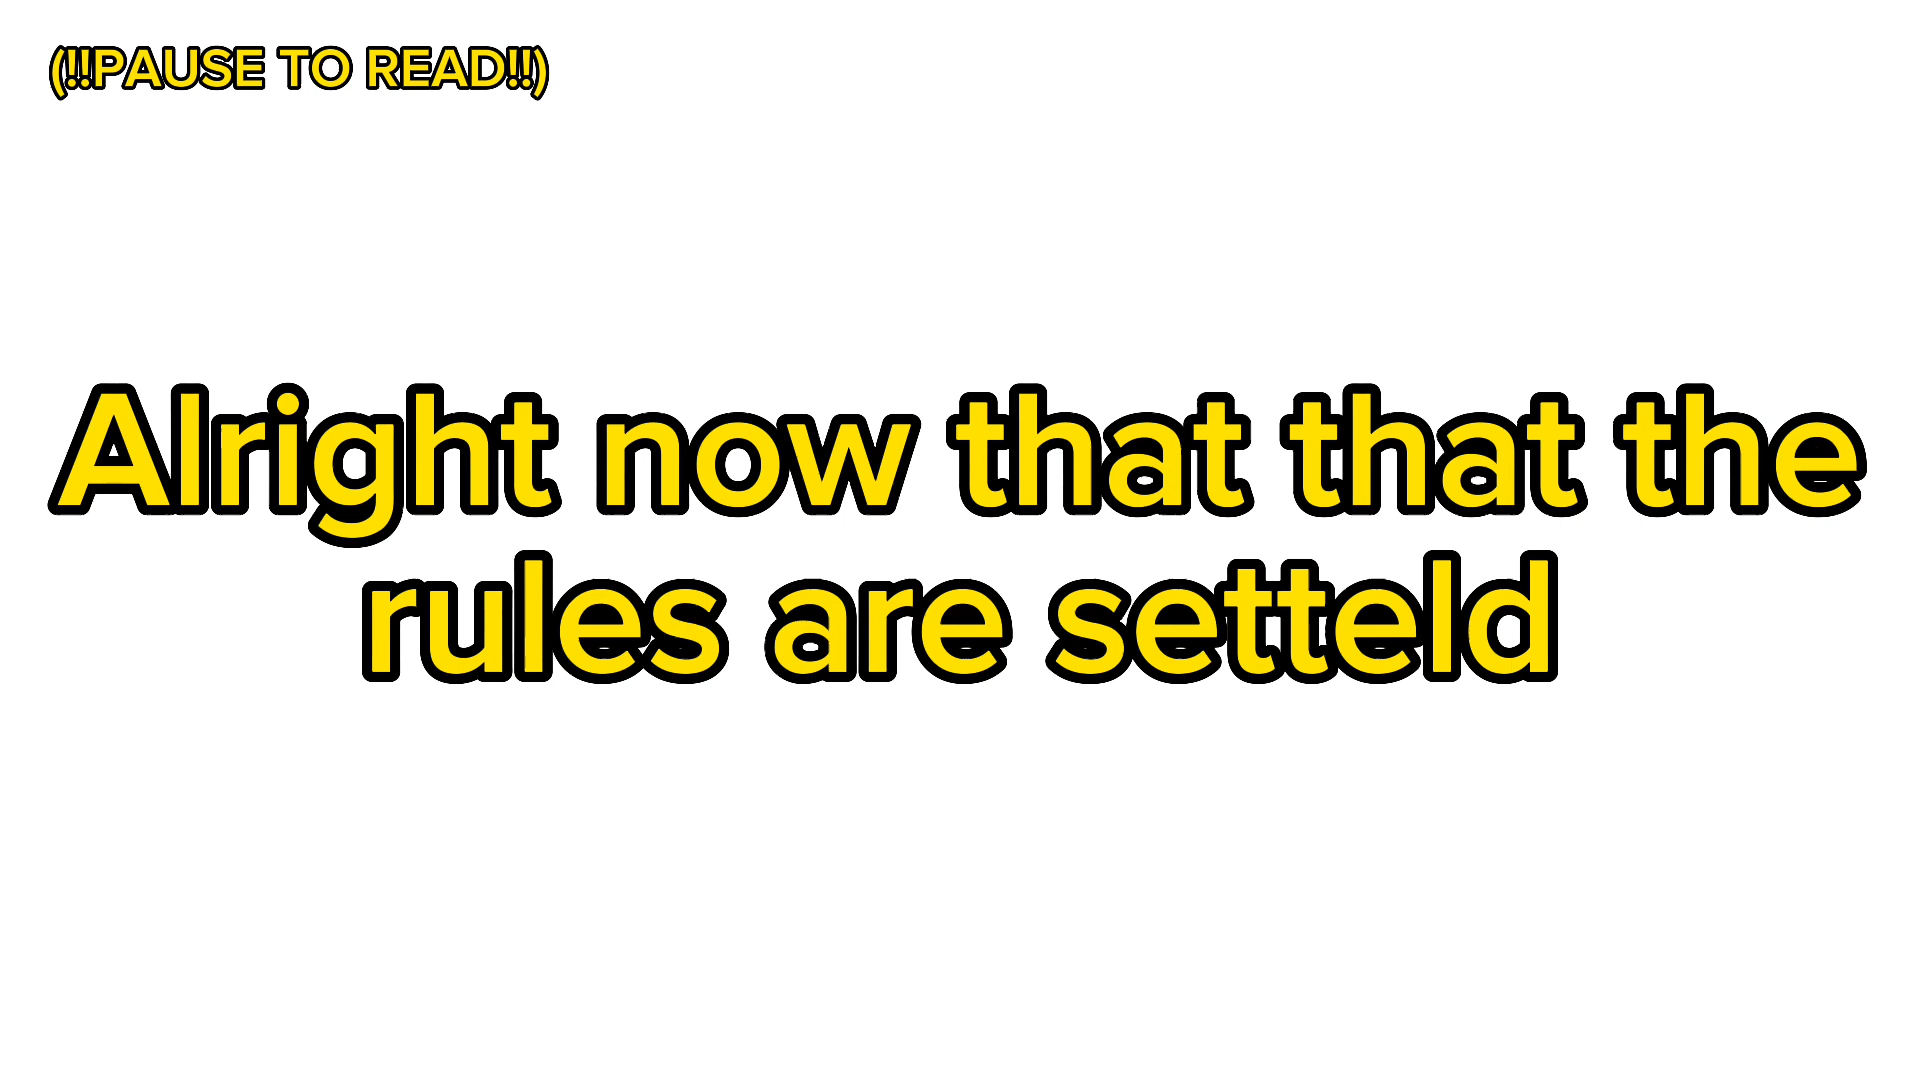 (!!PAUSE TO READ!!)
Alright now that that the
rules are setteld